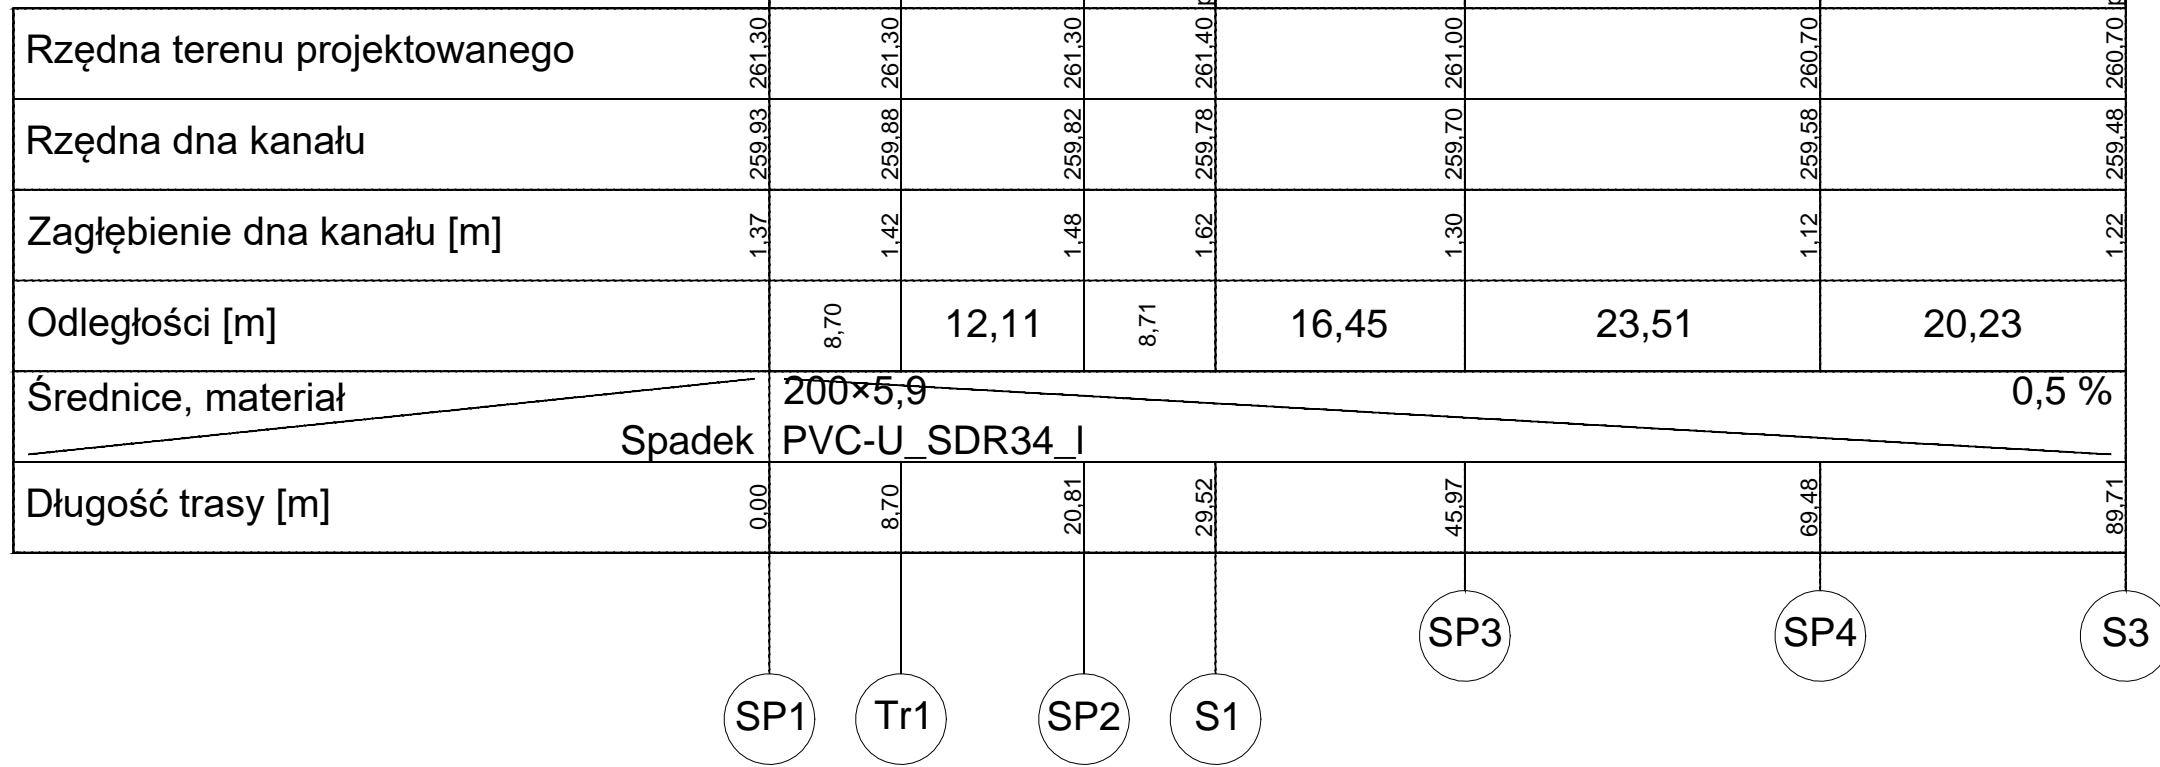 Rzędna terenu projektowanego 261,30 261,30 261,30 261,40 261,00 260,70 260,70
Rzędna dna kanału 259,93 259,88 259,82 259,78 259,70 259,58 259,48
Zagłębienie dna kanału [m] 1,37 1,42 1,48 1,62 1,30 1,12 1,22
Odległości [m] 8,70 12,11 8,71 16,45 23,51 20,23
Średnice, materiał 200×5,9 0,5 %
Spadek PVC-U_SDR34_l
Długość trasy [m] 0,00 8,70 20,81 29,52 45,97 69,48 89,71
SP3 SP4 S3
SP1 Tr1 SP2 S1